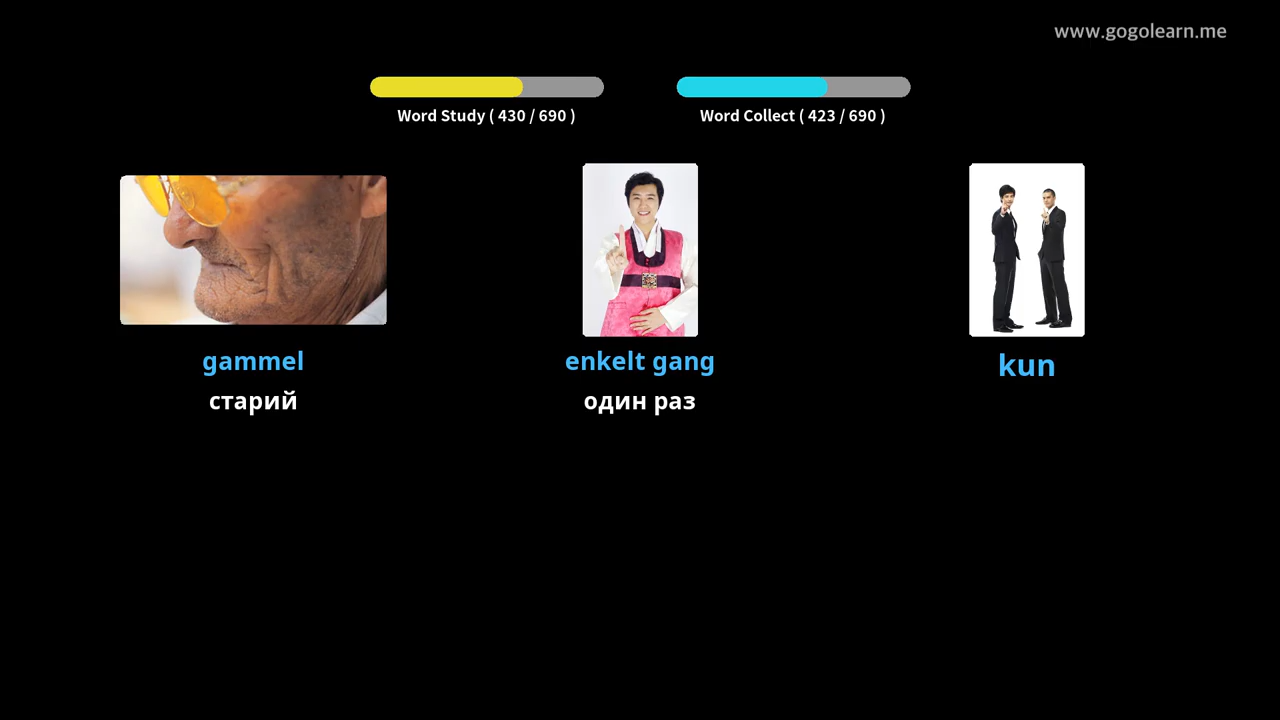 www.gogolearn.me
Word Study ( 430 / 690 )
Word Collect ( 423 / 690 )
gammel
старий
enkelt gang
один раз
kun